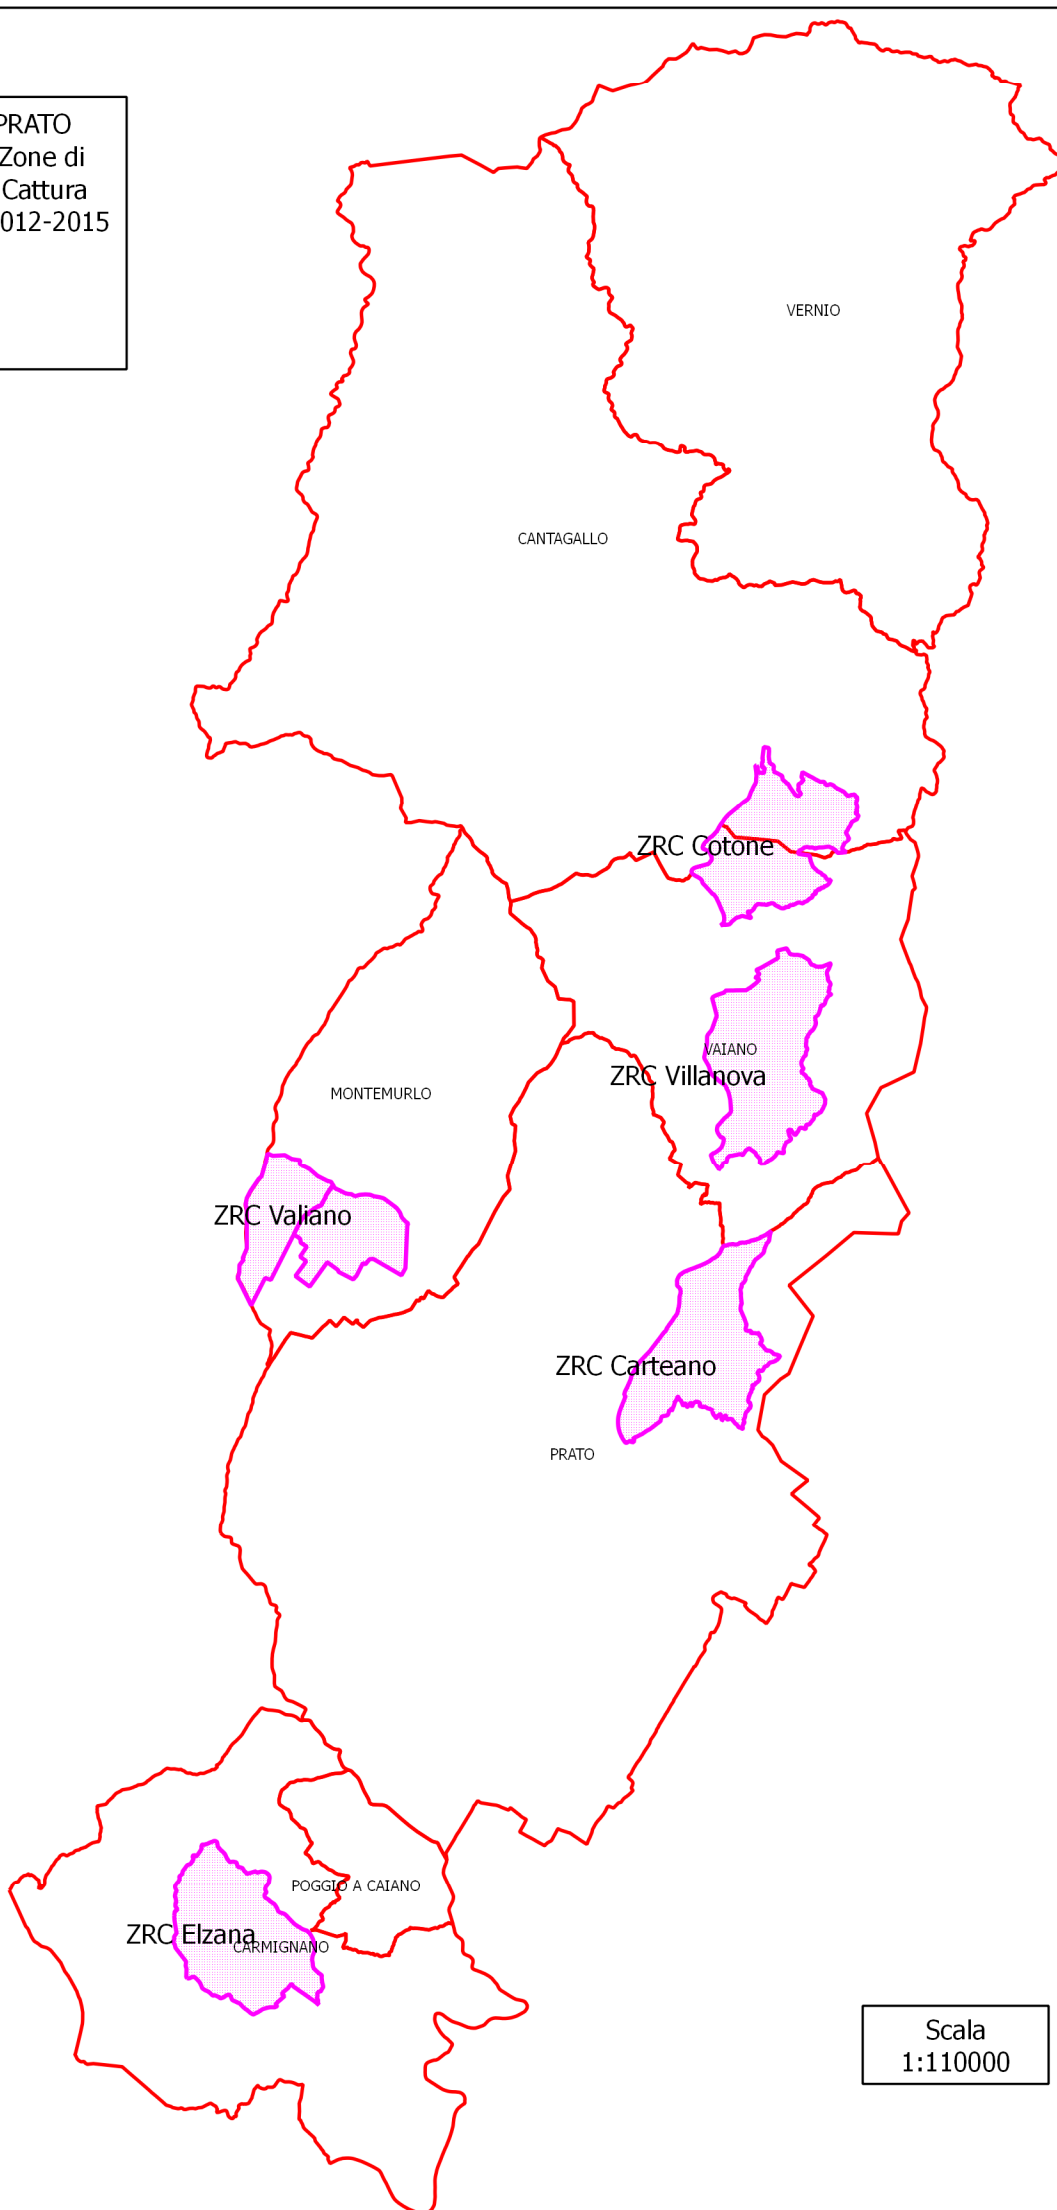 PRATO
Zone di
Cattura
012-2015
VERNIO
CANTAGALLO
ZRC Cotone
VAIANO
ZRC Villanova
MONTEMURLO
ZRC Valiano
ZRC Carteano
PRATO
POGGIO A CAIANO
ZRC Elzana
CARMIGNANO
Scala
1:110000